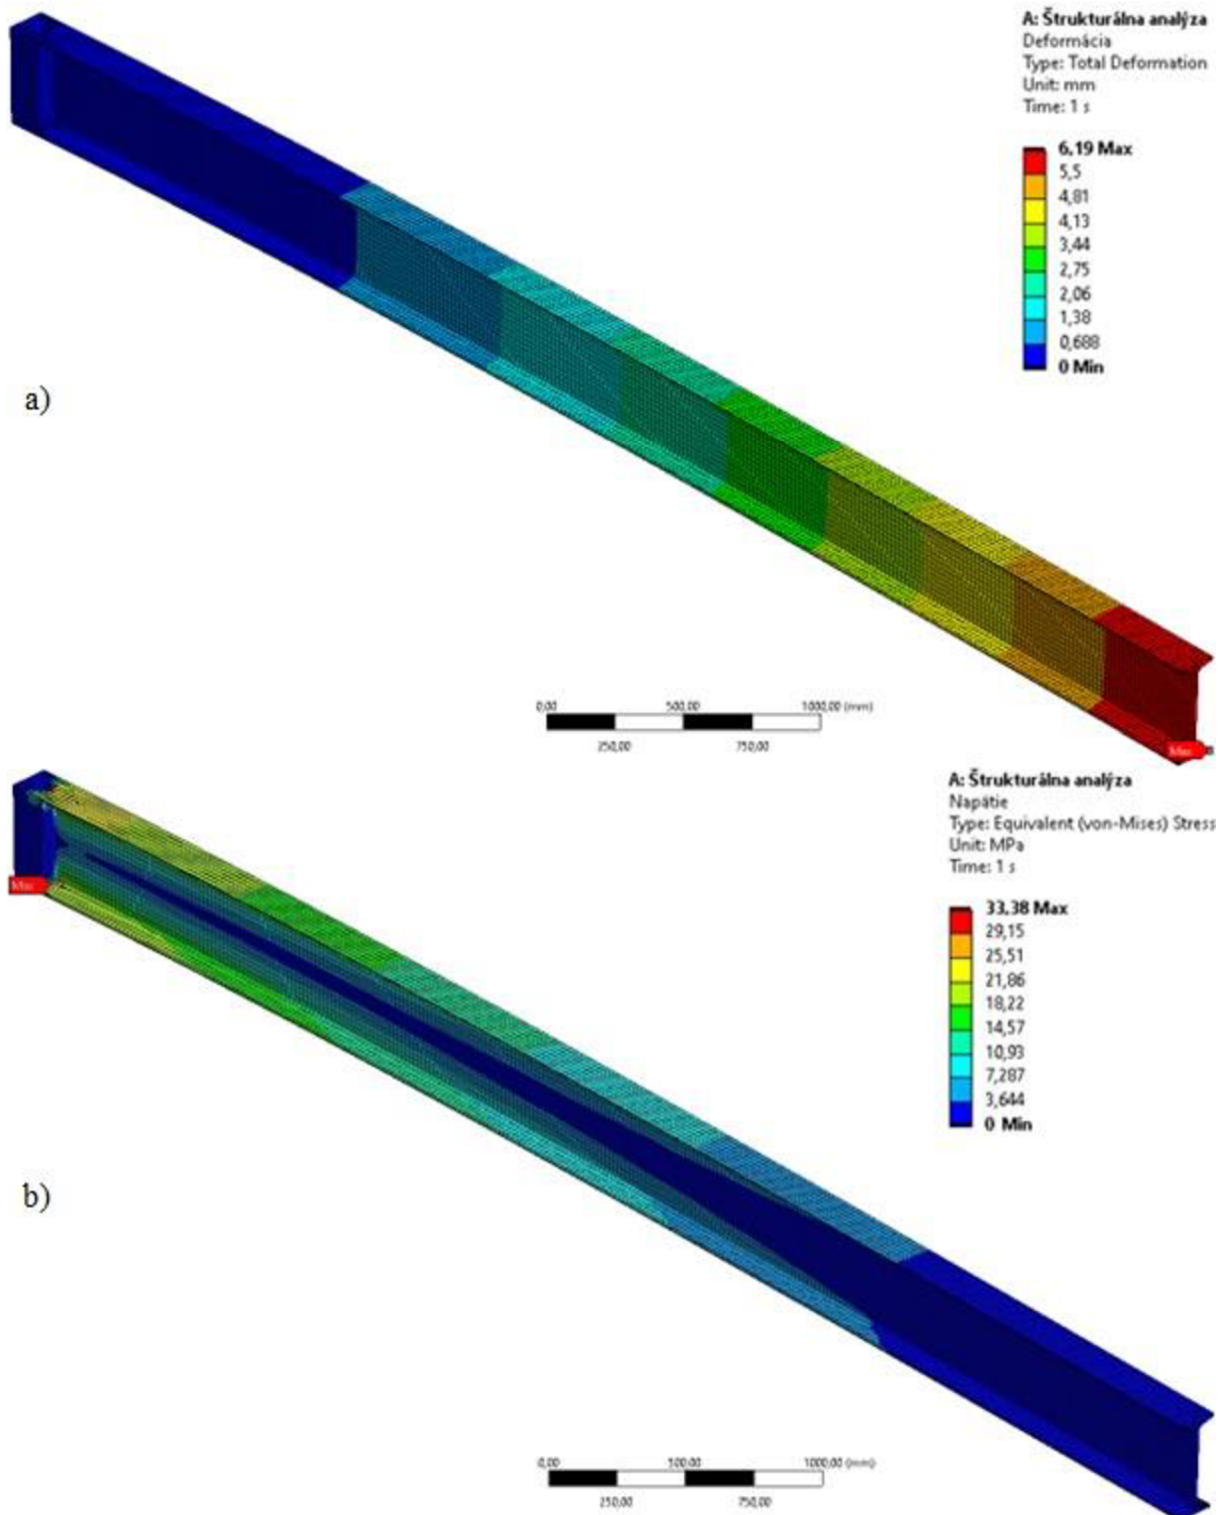 A: Štrukturálna analýza
Deformácia
Type: Total Deformation
Unit: mm
Time: 1 s
6,19 Max
5,5
4,81
4,13
3,44
2,75
2,06
1,38
0,688
0 Min
a)
0,00 500,00 1000,00 (mm)
250,00 750,00
Max
A: Štrukturálna analýza
Napätie
Type: Equivalent (von-Mises) Stress
Unit: MPa
Time: 1 s
Max
33,38 Max
29,15
25,51
21,86
18,22
14,57
10,93
7,287
3,644
0 Min
b)
0,00 500,00 1000,00 (mm)
250,00 750,00